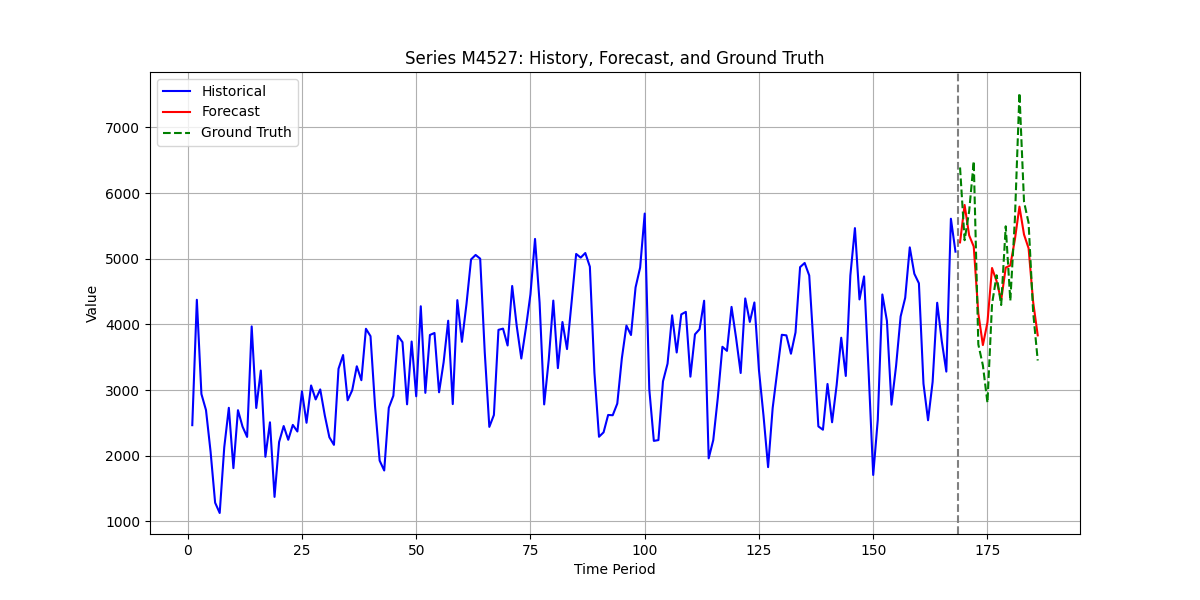 Series M4527: History, Forecast, and Ground Truth
Historical
Forecast
Ground Truth
7000
6000
5000
4000
3000
2000
1000
Value
0 25 50 75 100 125 150 175
Time Period